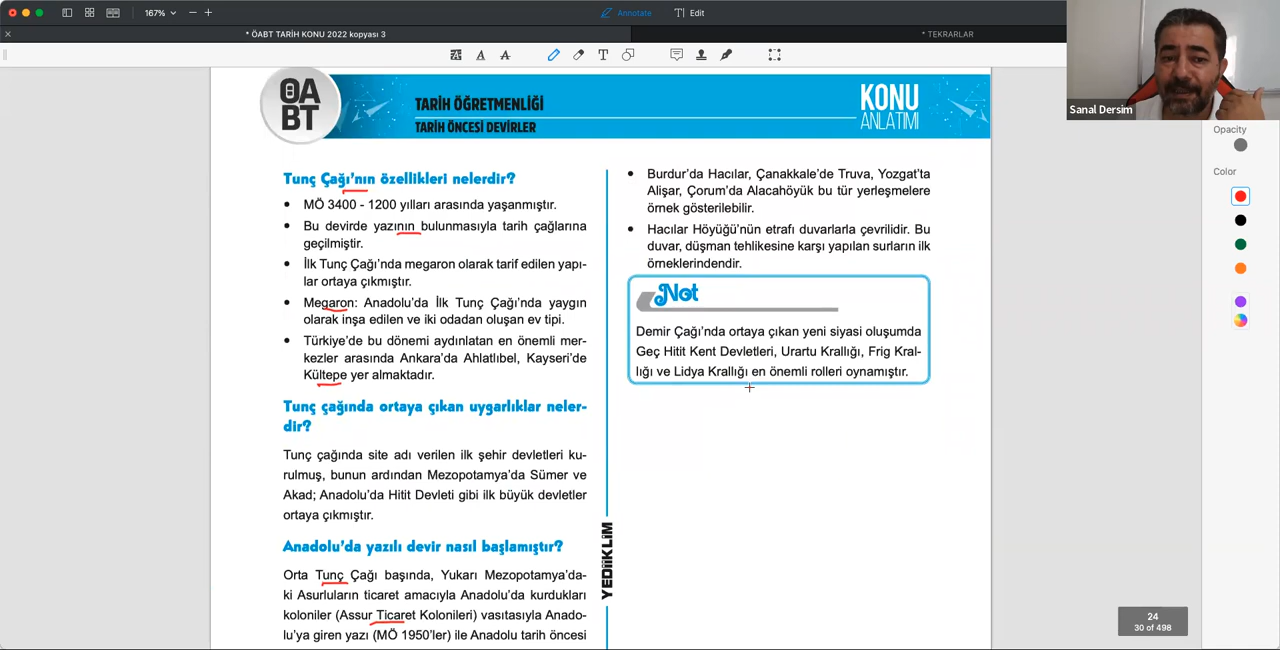 167%
Annotate
Edit
* ÖABT TARİH KONU 2022 kopyası 3
* TEKRARLAR
Sanal Dersim
Opacity
Color
ÖABT
TARİH ÖĞRETMENLİĞİ
TARİH ÖNCESİ DEVİRLER
KONU
ANLATIMI
Tunç Çağı’nın özellikleri nelerdir?
• MÖ 3400 - 1200 yılları arasında yaşanmıştır.
• Bu devirde yazının bulunmasıyla tarih çağlarına
geçilmiştir.
• İlk Tunç Çağı’nda megaron olarak tarif edilen yapı-
lar ortaya çıkmıştır.
• Megaron: Anadolu’da İlk Tunç Çağı’nda yaygın
olarak inşa edilen ve iki odadan oluşan ev tipi.
• Türkiye’de bu dönemi aydınlatan en önemli mer-
kezler arasında Ankara’da Ahlatlıbel, Kayseri’de
Kültepe yer almaktadır.
Tunç çağında ortaya çıkan uygarlıklar neler-
dir?
Tunç çağında site adı verilen ilk şehir devletleri ku-
rulmuş, bunun ardından Mezopotamya’da Sümer ve
Akad; Anadolu’da Hitit Devleti gibi ilk büyük devletler
ortaya çıkmıştır.
Anadolu’da yazılı devir nasıl başlamıştır?
Orta Tunç Çağı başında, Yukarı Mezopotamya’da-
ki Asurluların ticaret amacıyla Anadolu’da kurdukları
koloniler (Assur Ticaret Kolonileri) vasıtasıyla Anado-
lu’ya giren yazı (MÖ 1950’ler) ile Anadolu tarih öncesi
• Burdur’da Hacılar, Çanakkale’de Truva, Yozgat’ta
Alişar, Çorum’da Alacahöyük bu tür yerleşmelere
örnek gösterilebilir.
• Hacılar Höyüğü’nün etrafı duvarlarla çevrilidir. Bu
duvar, düşman tehlikesine karşı yapılan surların ilk
örneklerindendir.
Not
Demir Çağı’nda ortaya çıkan yeni siyasi oluşumda
Geç Hitit Kent Devletleri, Urartu Krallığı, Frig Kral-
lığı ve Lidya Krallığı en önemli rolleri oynamıştır.
YEDİİKLİM
24
30 of 498